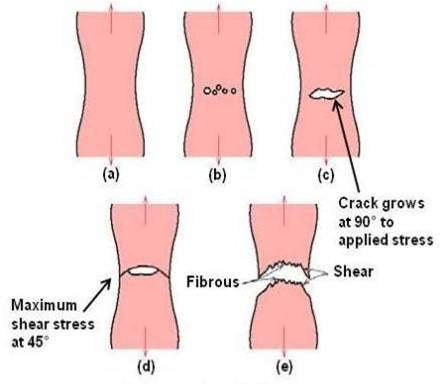 (a)
(b)
(c)
Crack grows
at 90° to
applied stress
Maximum
shear stress
at 45°
Fibrous
Shear
(d)
(e)